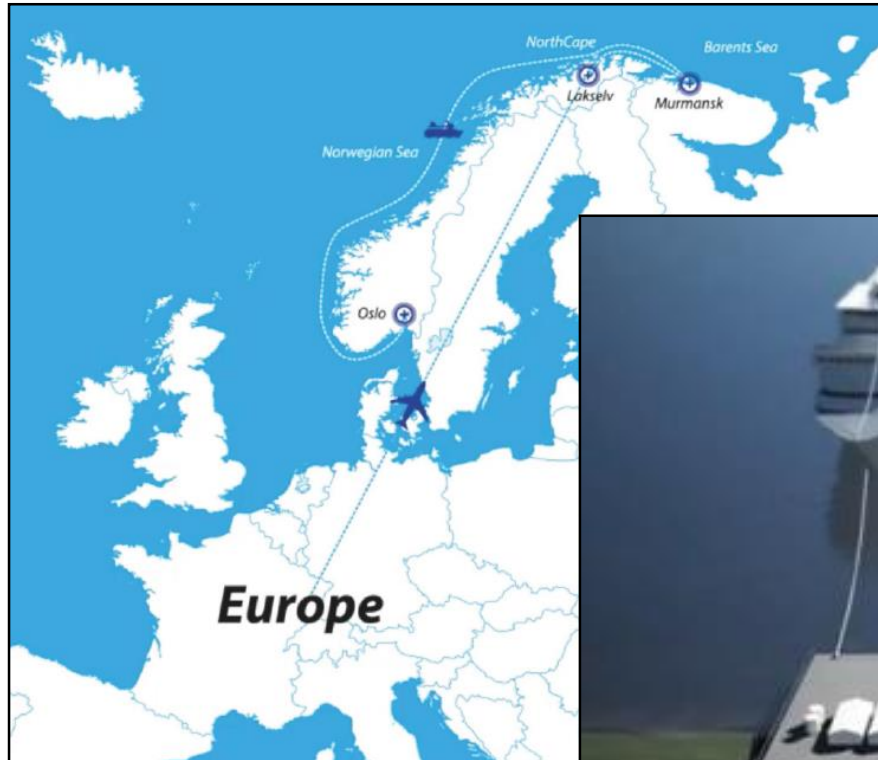 NorthCape
Barents Sea
Lakselv
Murmansk
Norwegian Sea
Oslo
Europe